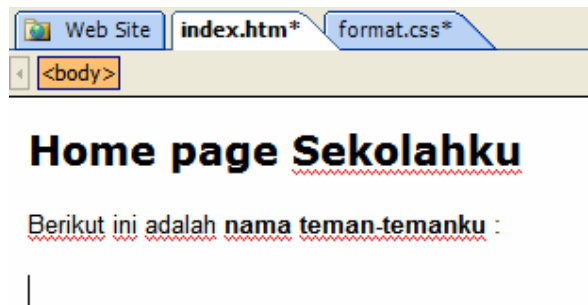 Web Site index.htm* format.css*
<body>
Home page Sekolahku
Berikut ini adalah nama teman-temanku :